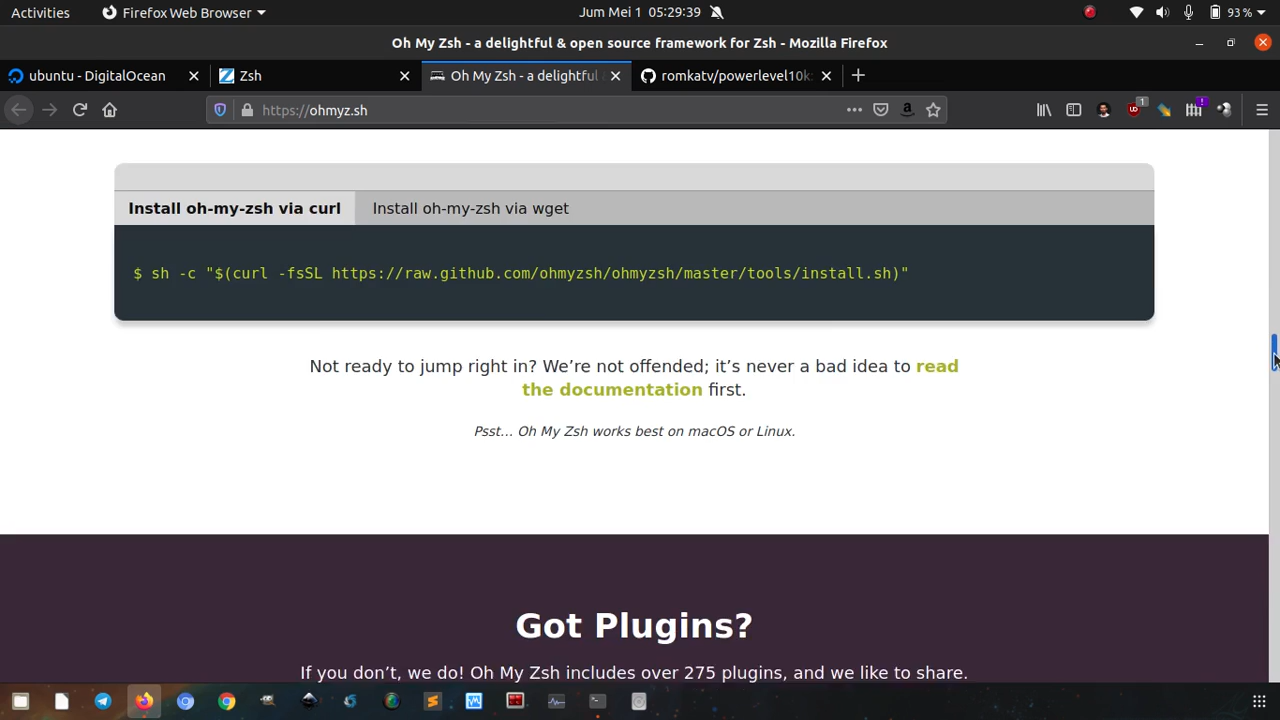 Activities
Firefox Web Browser
Jum Mei 1 05:29:39
93 %
Oh My Zsh - a delightful & open source framework for Zsh - Mozilla Firefox
ubuntu - DigitalOcean
Zsh
Oh My Zsh - a delightful
romkatv/powerlevel10k:
https://ohmyz.sh
1
!
Install oh-my-zsh via curl
Install oh-my-zsh via wget
$ sh -c "$(curl -fsSL https://raw.github.com/ohmyzsh/ohmyzsh/master/tools/install.sh)"
Not ready to jump right in? We’re not offended; it’s never a bad idea to read
the documentation first.
Psst… Oh My Zsh works best on macOS or Linux.
Got Plugins?
If you don’t, we do! Oh My Zsh includes over 275 plugins, and we like to share.